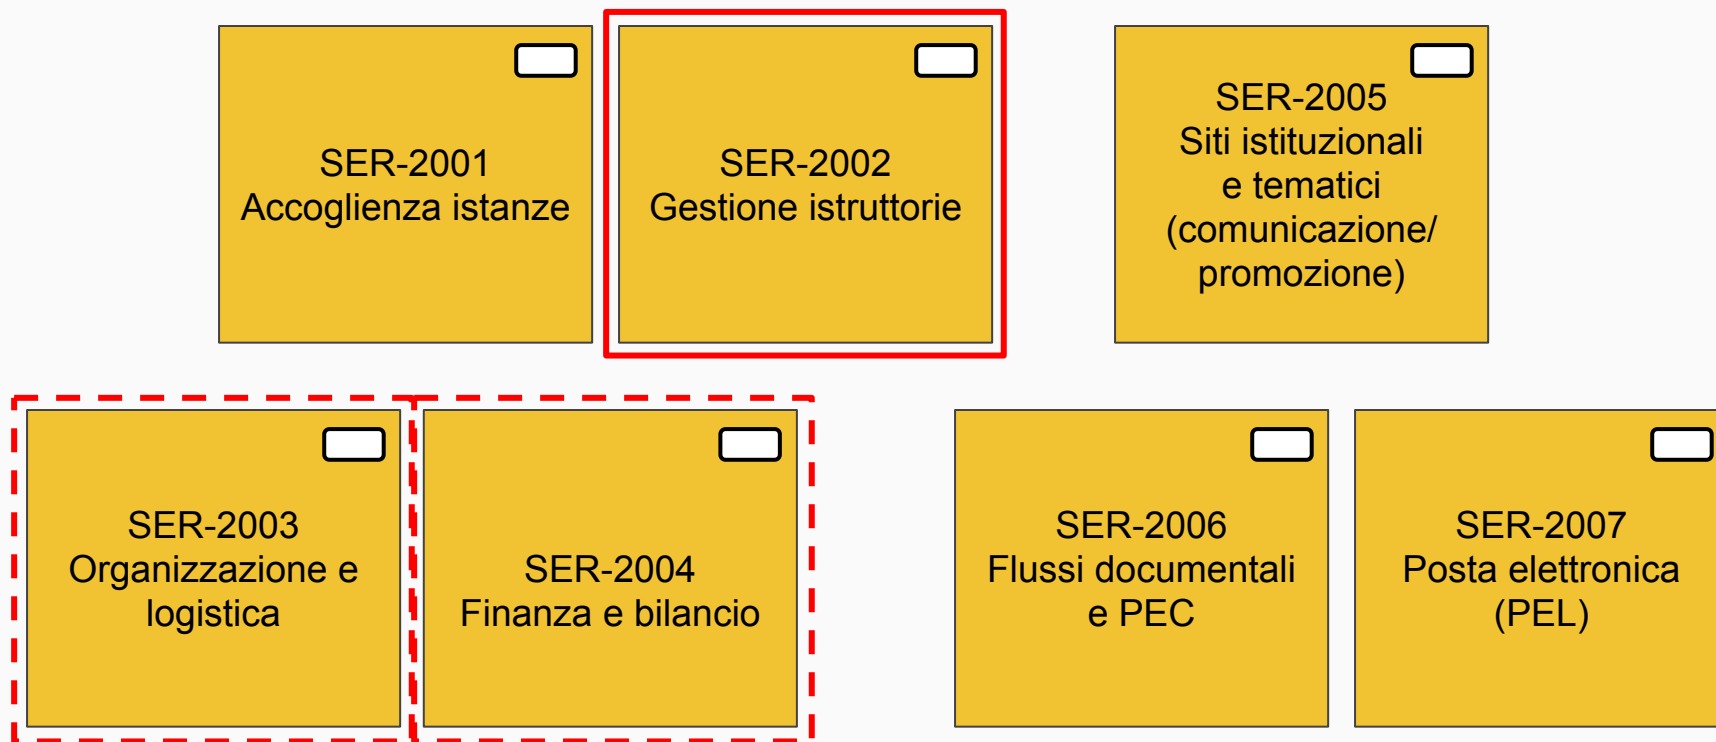 SER-2001
Accoglienza istanze
SER-2002
Gestione istruttorie
SER-2005
Siti istituzionali
e tematici
(comunicazione/
promozione)
SER-2003
Organizzazione e
logistica
SER-2004
Finanza e bilancio
SER-2006
Flussi documentali
e PEC
SER-2007
Posta elettronica
(PEL)